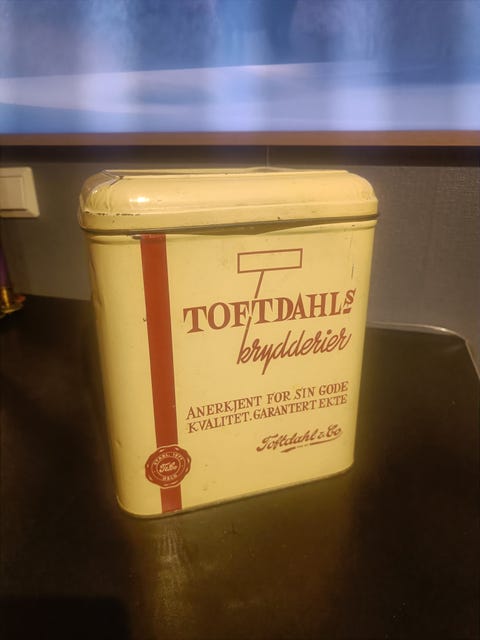 TOFTDAHLS
krydderier
ANERKJENT FOR SIN GODE
KVALITET. GARANTERT EKTE
Toftdahl & Co